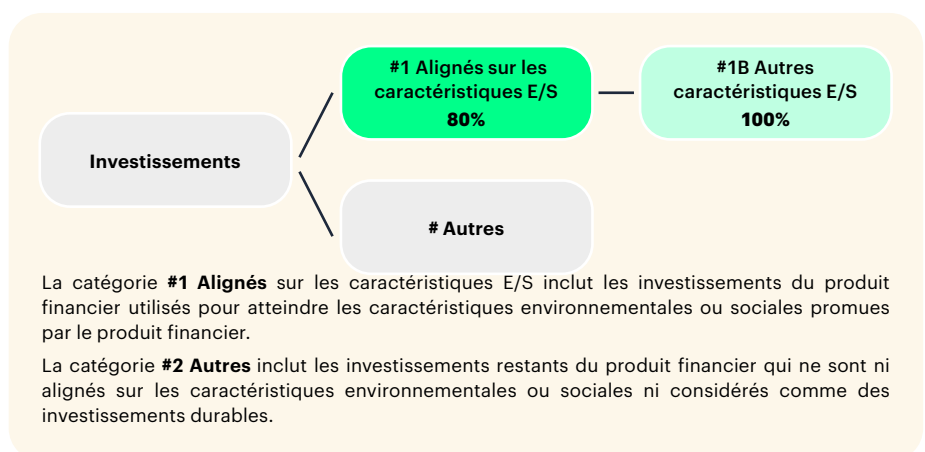 #1 Alignés sur les
caractéristiques E/S
80%
#1B Autres
caractéristiques E/S
100%
Investissements
# Autres
La catégorie #1 Alignés sur les caractéristiques E/S inclut les investissements du produit
financier utilisés pour atteindre les caractéristiques environnementales ou sociales promues
par le produit financier.
La catégorie #2 Autres inclut les investissements restants du produit financier qui ne sont ni
alignés sur les caractéristiques environnementales ou sociales ni considérés comme des
investissements durables.